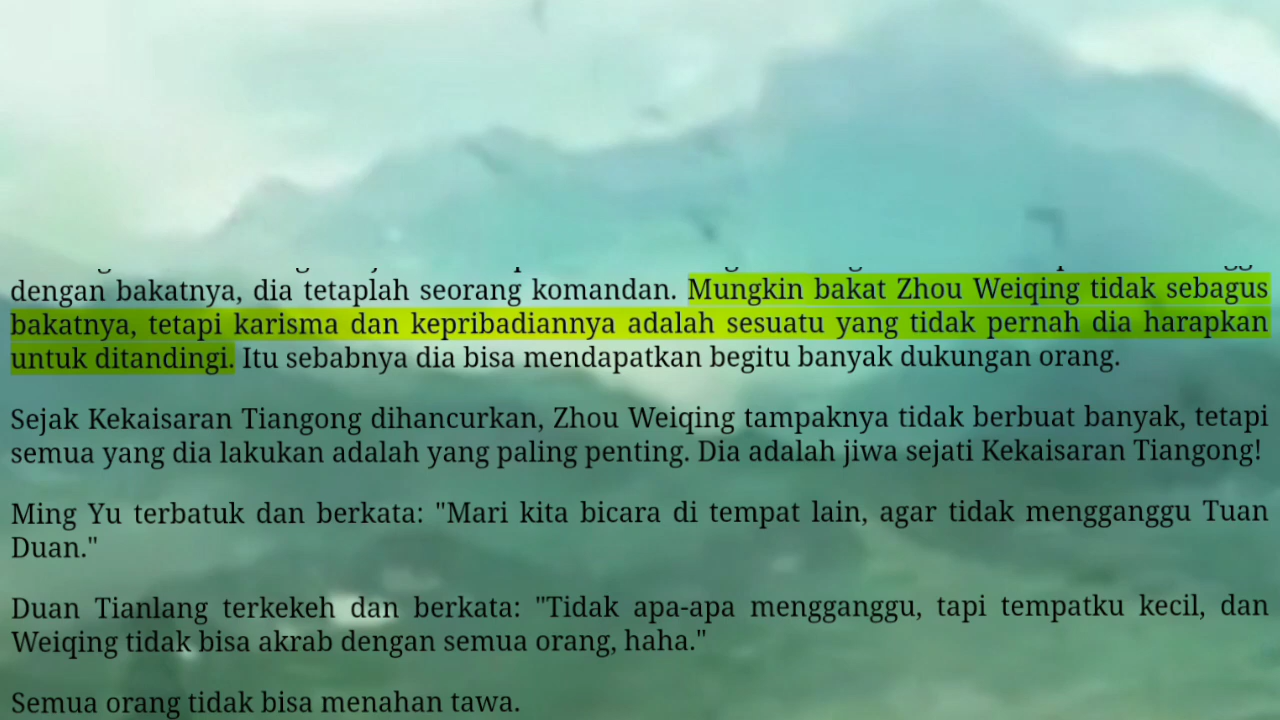 dengan bakatnya, dia tetaplah seorang komandan. Mungkin bakat Zhou Weiqing tidak sebagus
bakatnya, tetapi karisma dan kepribadiannya adalah sesuatu yang tidak pernah dia harapkan
untuk ditandingi. Itu sebabnya dia bisa mendapatkan begitu banyak dukungan orang.
Sejak Kekaisaran Tiangong dihancurkan, Zhou Weiqing tampaknya tidak berbuat banyak, tetapi
semua yang dia lakukan adalah yang paling penting. Dia adalah jiwa sejati Kekaisaran Tiangong!
Ming Yu terbatuk dan berkata: "Mari kita bicara di tempat lain, agar tidak mengganggu Tuan
Duan."
Duan Tianlang terkekeh dan berkata: "Tidak apa-apa mengganggu, tapi tempatku kecil, dan
Weiqing tidak bisa akrab dengan semua orang, haha."
Semua orang tidak bisa menahan tawa.